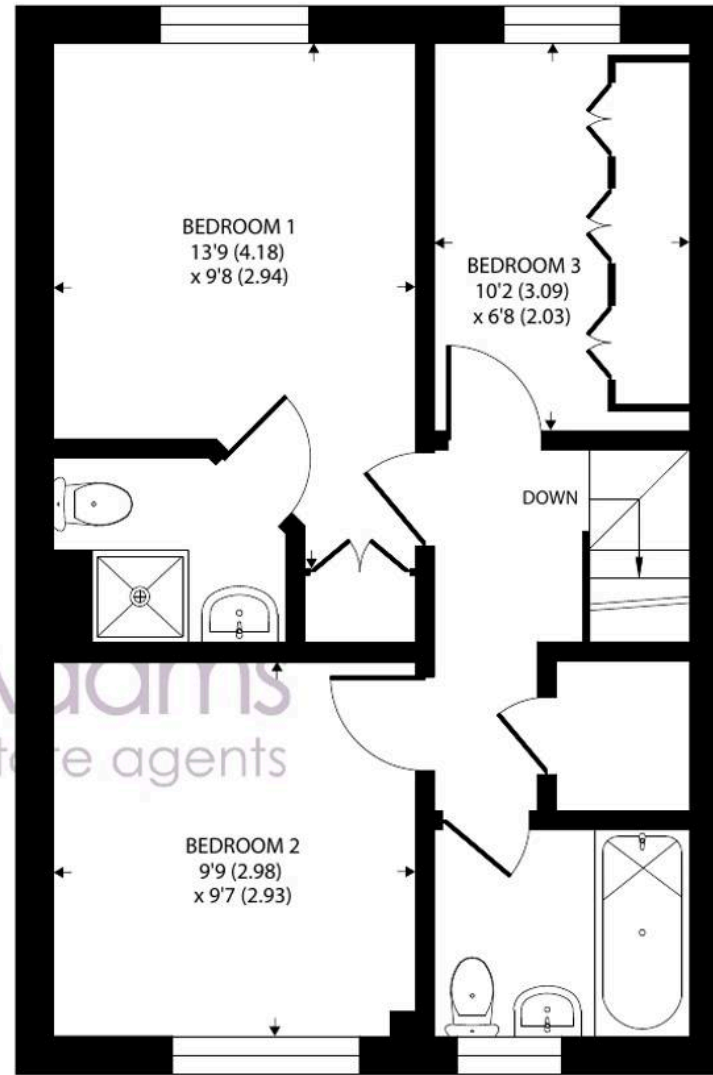 BEDROOM 1
13'9 (4.18)
x 9'8 (2.94)
BEDROOM 3
10'2 (3.09)
x 6'8 (2.03)
DOWN
agents
BEDROOM 2
9'9 (2.98)
x 9'7 (2.93)